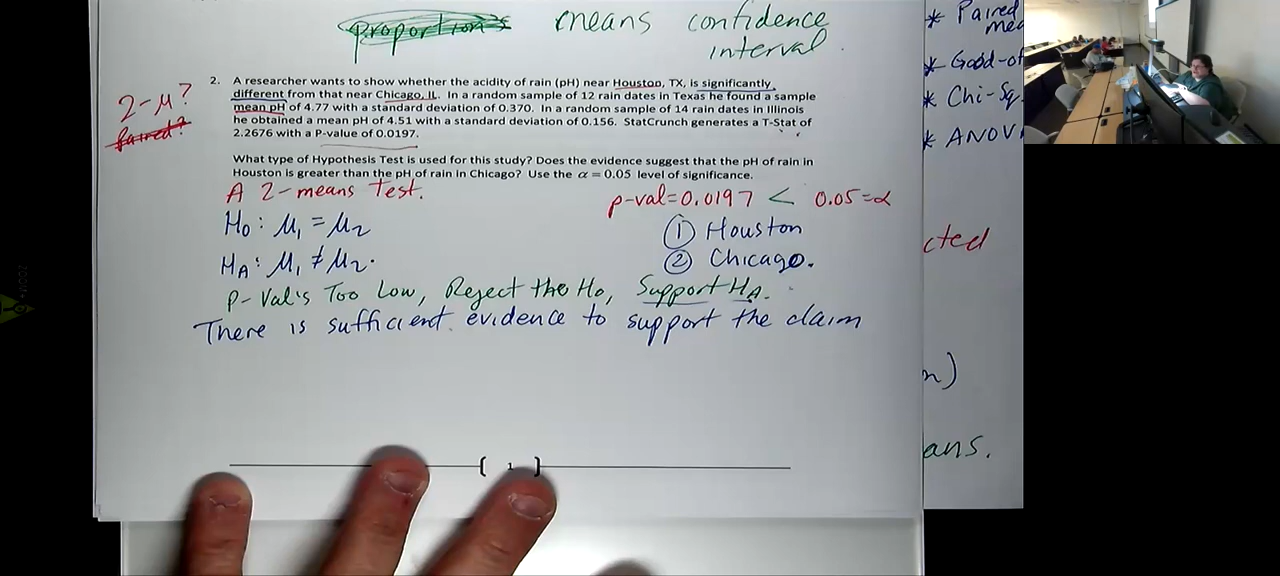 proportion's means confidence
interval
* Paired
mea
* Good-of
* Chi-Sq
* ANOVA
2-μ?
Paired?
2. A researcher wants to show whether the acidity of rain (pH) near Houston, TX, is significantly
different from that near Chicago, IL. In a random sample of 12 rain dates in Texas he found a sample
mean pH of 4.77 with a standard deviation of 0.370. In a random sample of 14 rain dates in Illinois
he obtained a mean pH of 4.51 with a standard deviation of 0.156. StatCrunch generates a T-Stat of
2.2676 with a P-value of 0.0197.
What type of Hypothesis Test is used for this study? Does the evidence suggest that the pH of rain in
Houston is greater than the pH of rain in Chicago? Use the α = 0.05 level of significance.
A 2-means Test. p-val=0.0197 < 0.05=α
H₀: μ₁ = μ₂ ① Houston
H_A: μ₁ ≠ μ₂. ② Chicago.
P-Val's Too Low, Reject the Ho, Support H_A.
There is sufficient evidence to support the claim
cted
n)
ans.
{ 1 }